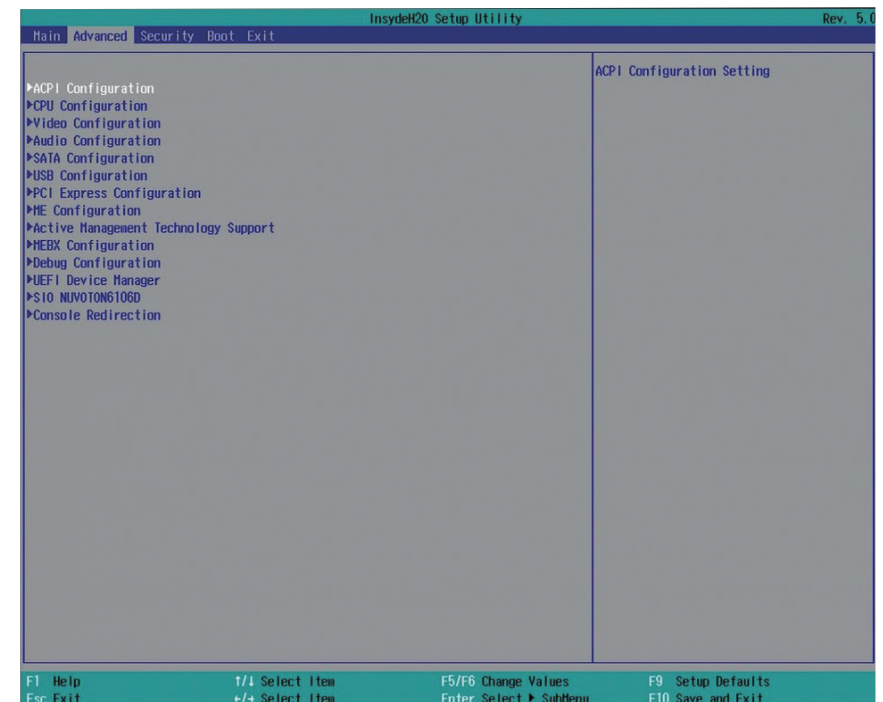 InsydeH20 Setup Utility Rev. 5.0
Main Advanced Security Boot Exit
ACPI Configuration Setting
▶ACPI Configuration
▶CPU Configuration
▶Video Configuration
▶Audio Configuration
▶SATA Configuration
▶USB Configuration
▶PCI Express Configuration
▶ME Configuration
▶Active Management Technology Support
▶MEBX Configuration
▶Debug Configuration
▶UEFI Device Manager
▶SIO NUVOTON6106D
▶Console Redirection
F1 Help ↑/↓ Select Item F5/F6 Change Values F9 Setup Defaults
Esc Exit ←/→ Select Item Enter Select ▶ SubMenu F10 Save and Exit